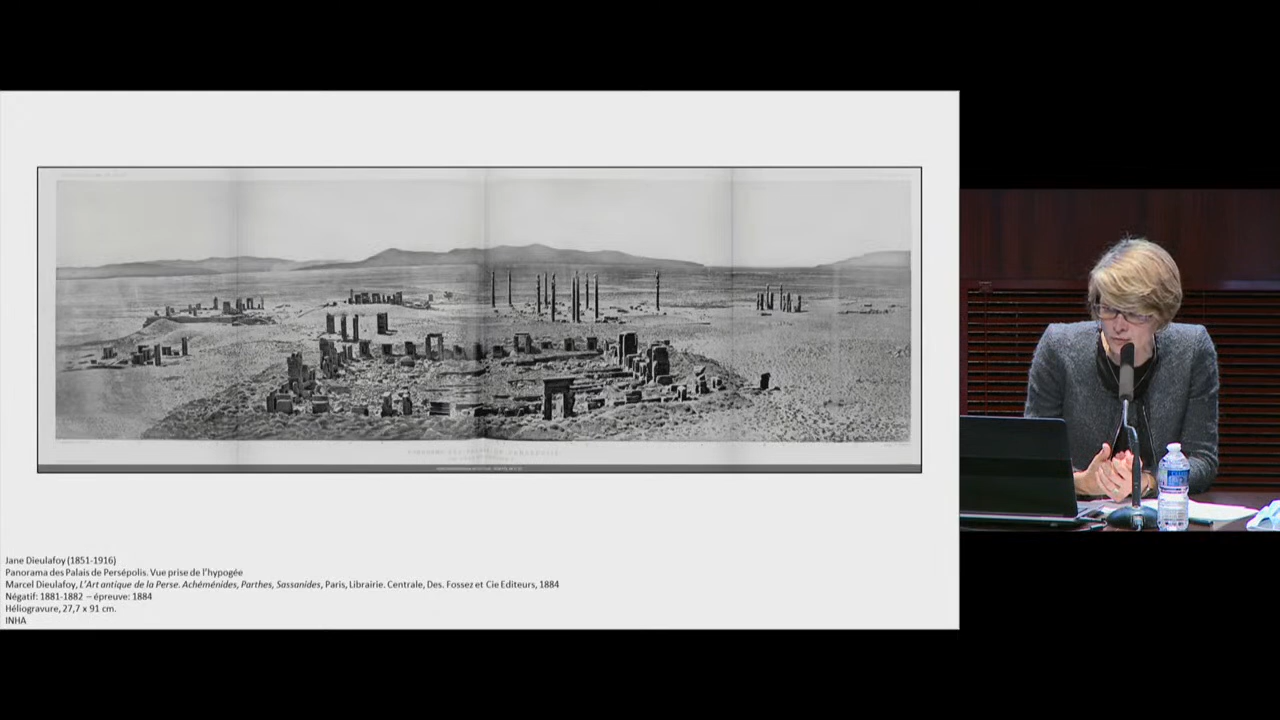 Jane Dieulafoy (1851-1916)
Panorama des Palais de Persépolis. Vue prise de l'hypogée
Marcel Dieulafoy, L'Art antique de la Perse. Achéménides, Parthes, Sassanides, Paris, Librairie. Centrale, Des. Fossez et Cie Editeurs, 1884
Négatif: 1881-1882 – épreuve: 1884
Héliogravure, 27,7 x 91 cm.
INHA